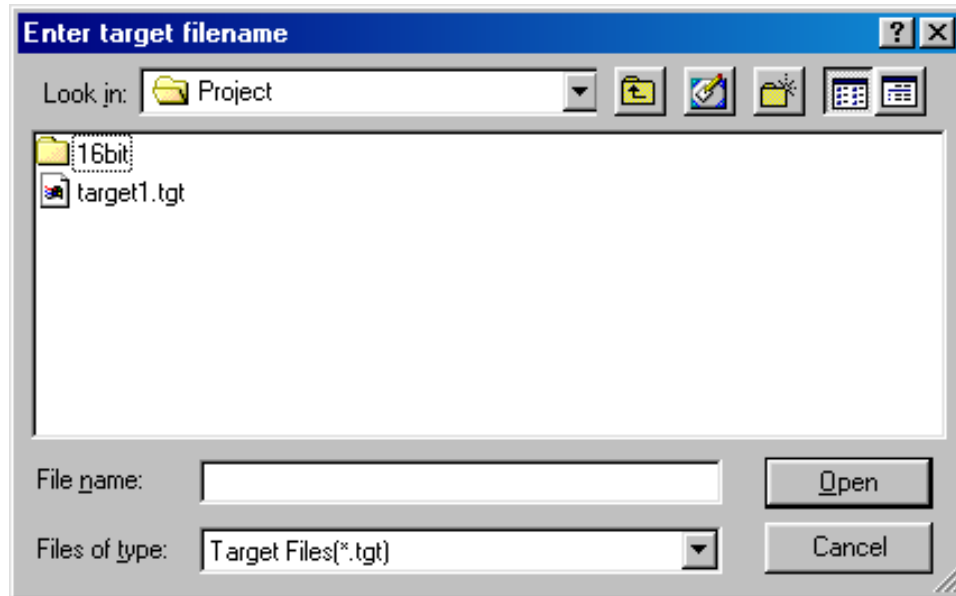 Enter target filename
Look in: Project
16bit
target1.tgt
File name:
Open
Files of type: Target Files(*.tgt)
Cancel